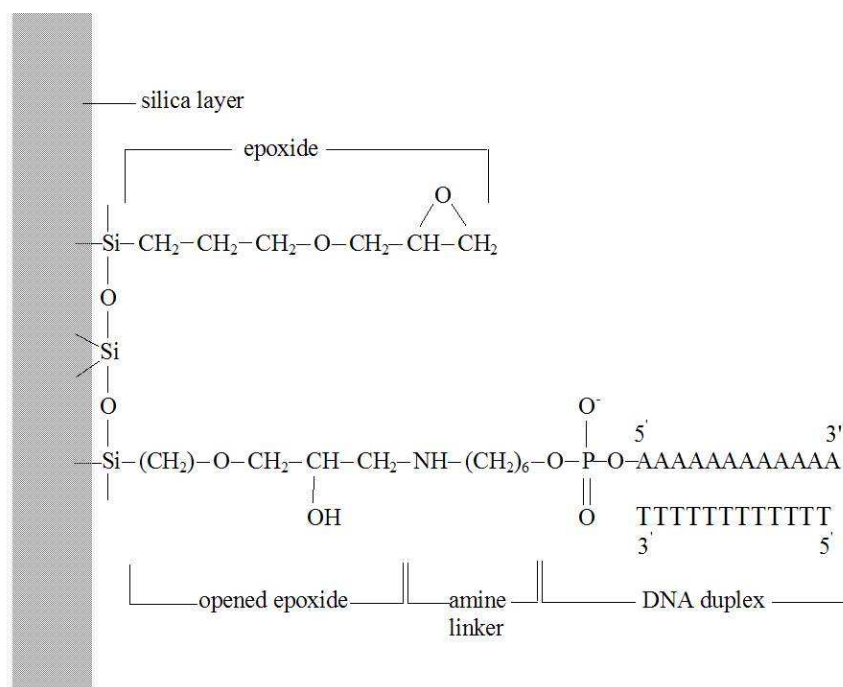 silica layer
epoxide
O
Si–CH₂–CH₂–CH₂–O–CH₂–CH–CH₂
O
Si
O
O⁻
5' 3'
Si–(CH₂)–O–CH₂–CH–CH₂–NH–(CH₂)₆–O–P–O–AAAAAAAAAAAA
OH O TTTTTTTTTTTT
3' 5'
opened epoxide amine DNA duplex
linker